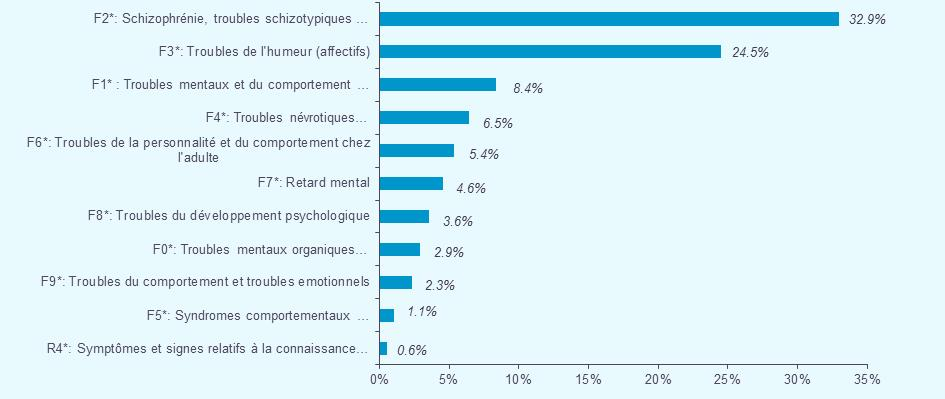 F2*: Schizophrénie, troubles schizotypiques ... 32.9%
F3*: Troubles de l'humeur (affectifs) 24.5%
F1* : Troubles mentaux et du comportement ... 8.4%
F4*: Troubles névrotiques... 6.5%
F6*: Troubles de la personnalité et du comportement chez
l'adulte 5.4%
F7*: Retard mental 4.6%
F8*: Troubles du développement psychologique 3.6%
F0*: Troubles mentaux organiques... 2.9%
F9*: Troubles du comportement et troubles emotionnels 2.3%
F5*: Syndromes comportementaux ... 1.1%
R4*: Symptômes et signes relatifs à la connaissance... 0.6%
0% 5% 10% 15% 20% 25% 30% 35%